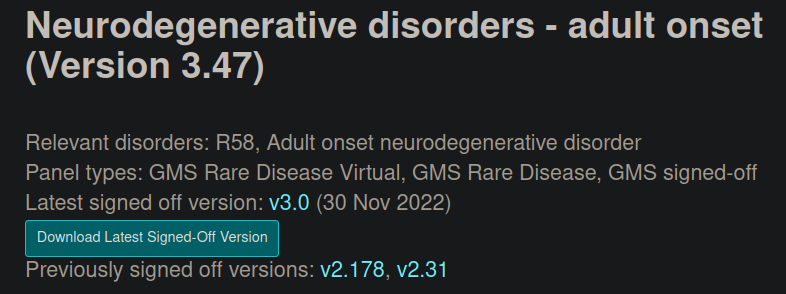 Neurodegenerative disorders - adult onset
(Version 3.47)
Relevant disorders: R58, Adult onset neurodegenerative disorder
Panel types: GMS Rare Disease Virtual, GMS Rare Disease, GMS signed-off
Latest signed off version: v3.0 (30 Nov 2022)
Download Latest Signed-Off Version
Previously signed off versions: v2.178, v2.31